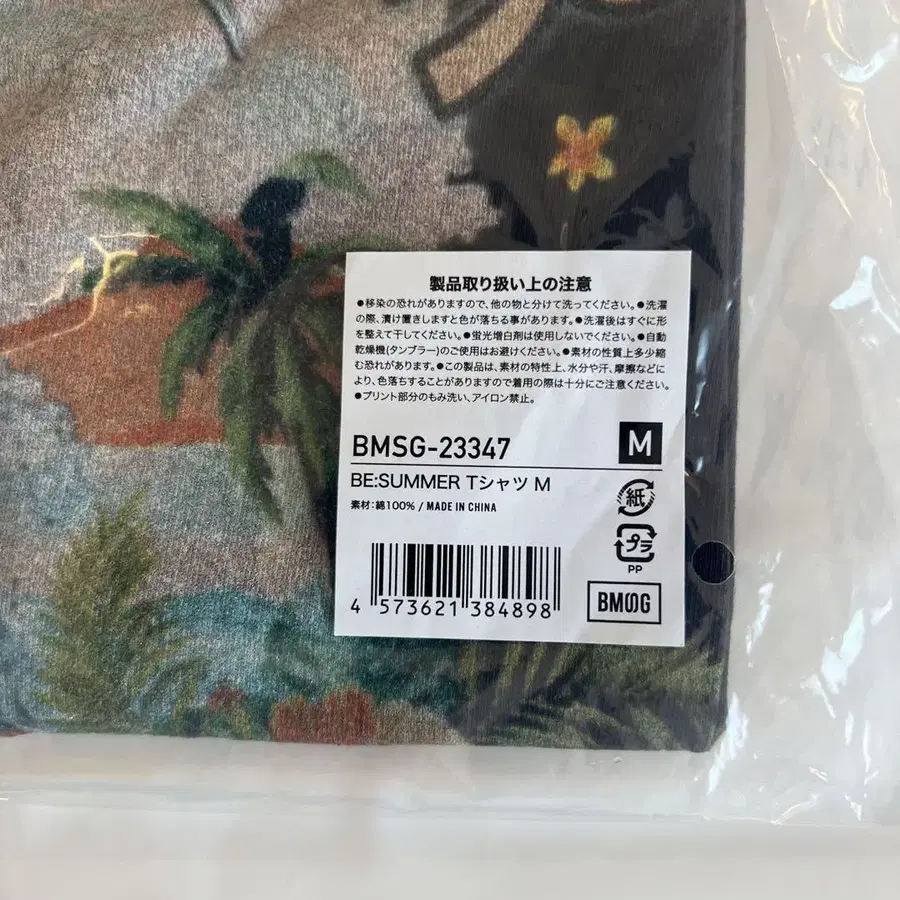 製品取り扱い上の注意
●移染の恐れがありますので、他の物と分けて洗ってください。●洗濯
の際、漬け置きしますと色が落ちる事があります。●洗濯後はすぐに形
を整えて干してください。●蛍光増白剤は使用しないでください。●自動
乾燥機(タンブラー)のご使用はお避けください。●素材の性質上多少縮
む恐れがあります。●この製品は、素材の特性上、水分や汗、摩擦などに
より、色落ちすることがありますので着用の際は十分にご注意ください。
●プリント部分のもみ洗い、アイロン禁止。
BMSG-23347 M
BE:SUMMER Tシャツ M
素材:綿100% / MADE IN CHINA
紙
プラ
PP
4 573621 384898
BMSG